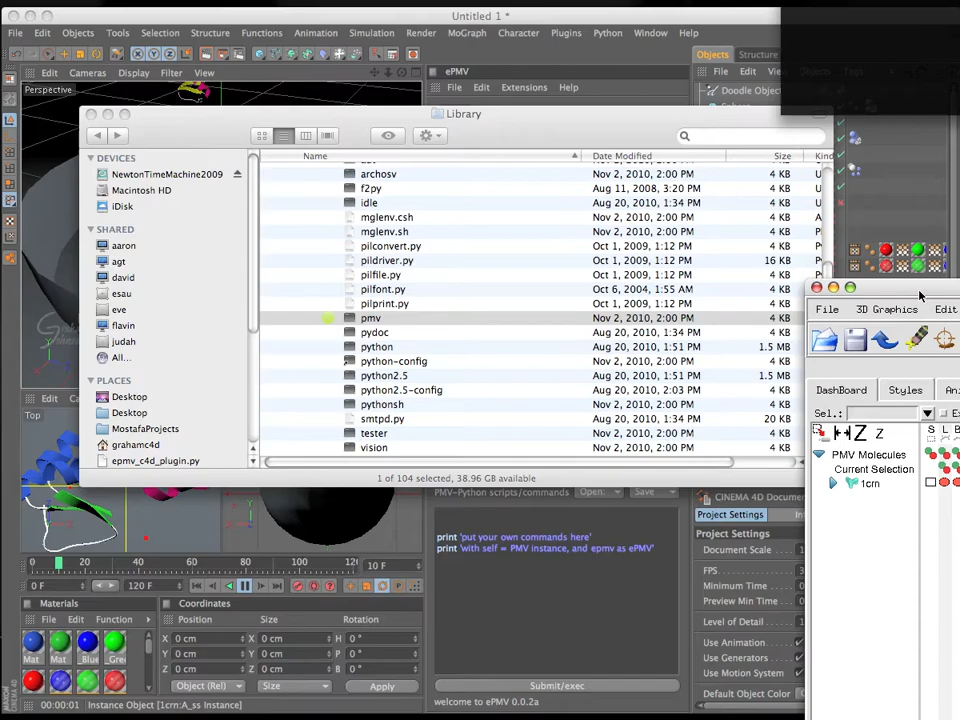 Untitled 1 *
File Edit Objects Tools Selection Structure Functions Animation Simulation Render MoGraph Character Plugins Python Window Help
X Y Z
Objects Structure
Edit Cameras Display Filter View
ePMV
File Edit
Perspective
File Edit Extensions Help
Doodle Obje
Library
Name Date Modified Size Kind
DEVICES
NewtonTimeMachine2009
Macintosh HD
iDisk
SHARED
aaron
agt
david
esau
eve
flavin
judah
All...
PLACES
Desktop
Desktop
MostafaProjects
grahamc4d
epmv_c4d_plugin.py
archosv Nov 2, 2010, 2:00 PM 4 KB
f2py Aug 11, 2008, 3:20 PM 4 KB
idle Aug 20, 2010, 1:34 PM 4 KB
mglenv.csh Nov 2, 2010, 2:00 PM 4 KB
mglenv.sh Nov 2, 2010, 2:00 PM 4 KB
pilconvert.py Oct 1, 2009, 1:12 PM 4 KB
pildriver.py Oct 1, 2009, 1:12 PM 16 KB
pilfile.py Oct 1, 2009, 1:12 PM 4 KB
pilfont.py Oct 6, 2004, 1:55 AM 4 KB
pilprint.py Oct 1, 2009, 1:12 PM 4 KB
pmv Nov 2, 2010, 2:00 PM 4 KB
pydoc Aug 20, 2010, 1:34 PM 4 KB
python Aug 20, 2010, 1:34 PM 1.5 MB
python-config Aug 20, 2010, 1:34 PM 4 KB
python2.5 Aug 20, 2010, 1:34 PM 1.5 MB
python2.5-config Aug 20, 2010, 2:03 PM 4 KB
pythonsh Nov 2, 2010, 2:00 PM 4 KB
smtpd.py Aug 20, 2010, 1:34 PM 20 KB
tester Nov 2, 2010, 2:00 PM 4 KB
vision Nov 2, 2010, 2:00 PM 4 KB
1 of 104 selected, 38.96 GB available
File 3D Graphics Edit
DashBoard Styles An
Sel.:
Z Z
S L B
PMV Molecules
Current Selection
1crn
Edit
Top
PMV-Python scripts/commands Open: Save
print 'put your own commands here'
print 'with self = PMV instance, and epmv as ePMV'
Submit/exec
welcome to ePMV 0.0.2a
CINEMA 4D Docume
Project Settings
Project Settings
Document Scale
FPS
Minimum Time
Preview Min Time
Level of Detail
Use Animation
Use Generators
Use Motion System
Default Object Color
0 20 40 60 80 100 10 F
0 F 120 F
Materials
File Edit Function
Mat Mat _Blue _Gre
Coordinates
Position Size Rotation
X 0 cm X 0 cm H 0 °
Y 0 cm Y 0 cm P 0 °
Z 0 cm Z 0 cm B 0 °
Object (Rel) Size Apply
00:00:01 Instance Object [1crn:A_ss Instance]